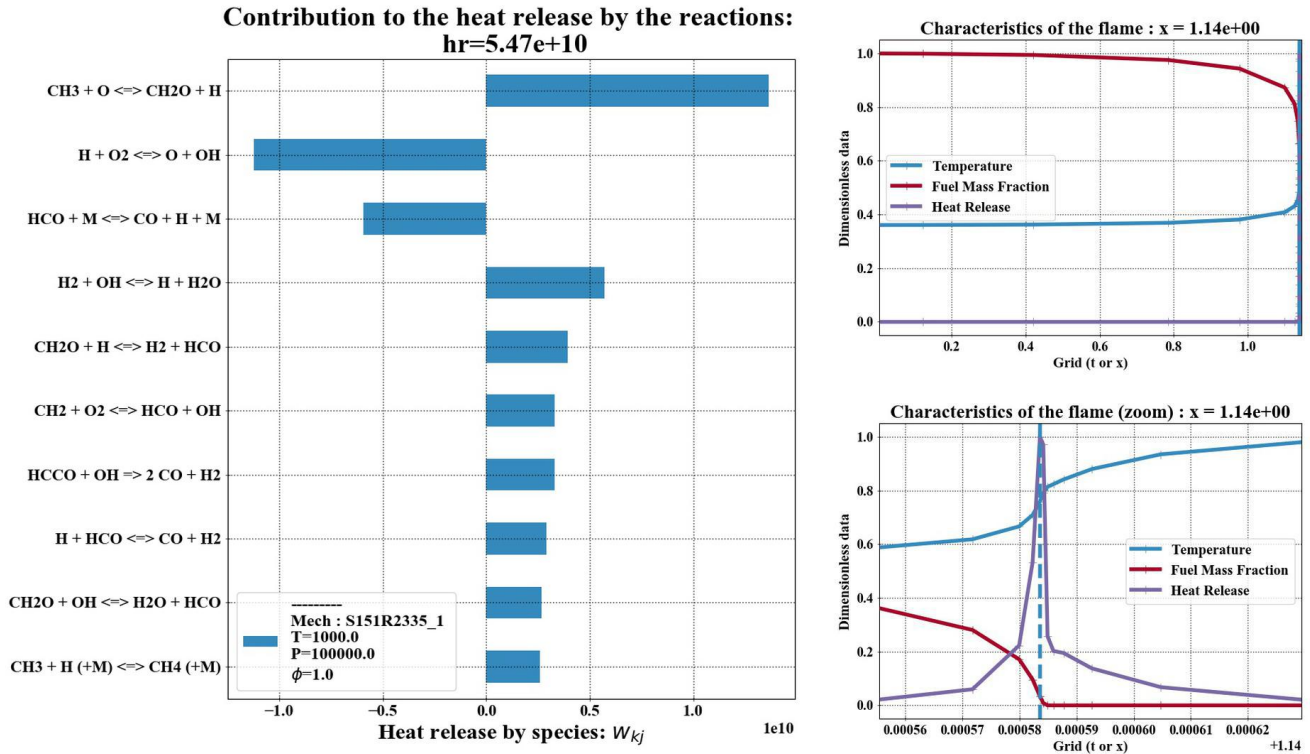 Contribution to the heat release by the reactions:
hr=5.47e+10
CH3 + O <=> CH2O + H
H + O2 <=> O + OH
HCO + M <=> CO + H + M
H2 + OH <=> H + H2O
CH2O + H <=> H2 + HCO
CH2 + O2 <=> HCO + OH
HCCO + OH => 2 CO + H2
H + HCO <=> CO + H2
CH2O + OH <=> H2O + HCO
CH3 + H (+M) <=> CH4 (+M)
----------
Mech : S151R2335_1
T=1000.0
P=100000.0
ϕ=1.0
−1.0 −0.5 0.0 0.5 1.0
1e10
Heat release by species: W_kj
Characteristics of the flame : x = 1.14e+00
1.0
0.8
0.6
0.4
0.2
0.0
Dimensionless data
Temperature
Fuel Mass Fraction
Heat Release
0.2 0.4 0.6 0.8 1.0
Grid (t or x)
Characteristics of the flame (zoom) : x = 1.14e+00
1.0
0.8
0.6
0.4
0.2
0.0
Dimensionless data
Temperature
Fuel Mass Fraction
Heat Release
0.00056 0.00057 0.00058 0.00059 0.00060 0.00061 0.00062
Grid (t or x)
+1.14